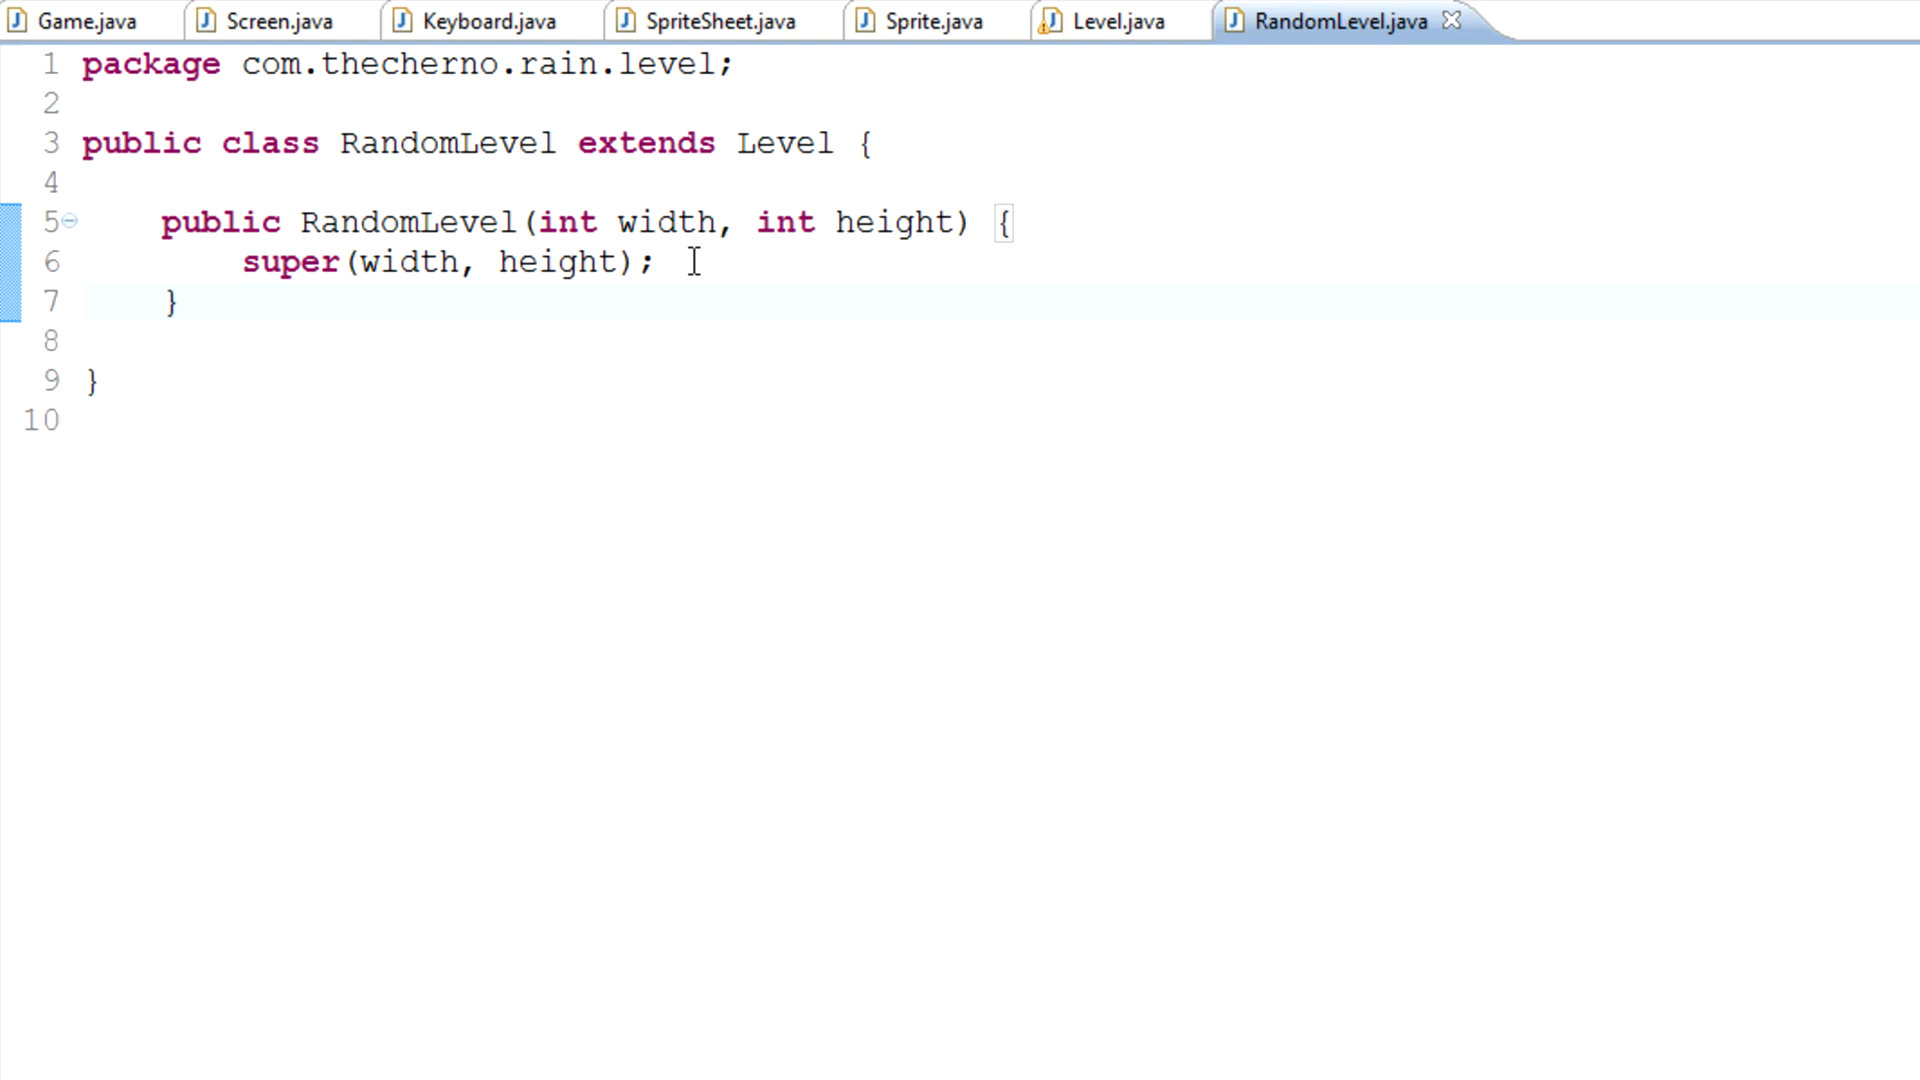 Game.java Screen.java Keyboard.java SpriteSheet.java Sprite.java Level.java RandomLevel.java
1 package com.thecherno.rain.level;
2
3 public class RandomLevel extends Level {
4
5 public RandomLevel(int width, int height) {
6 super(width, height);
7 }
8
9 }
10